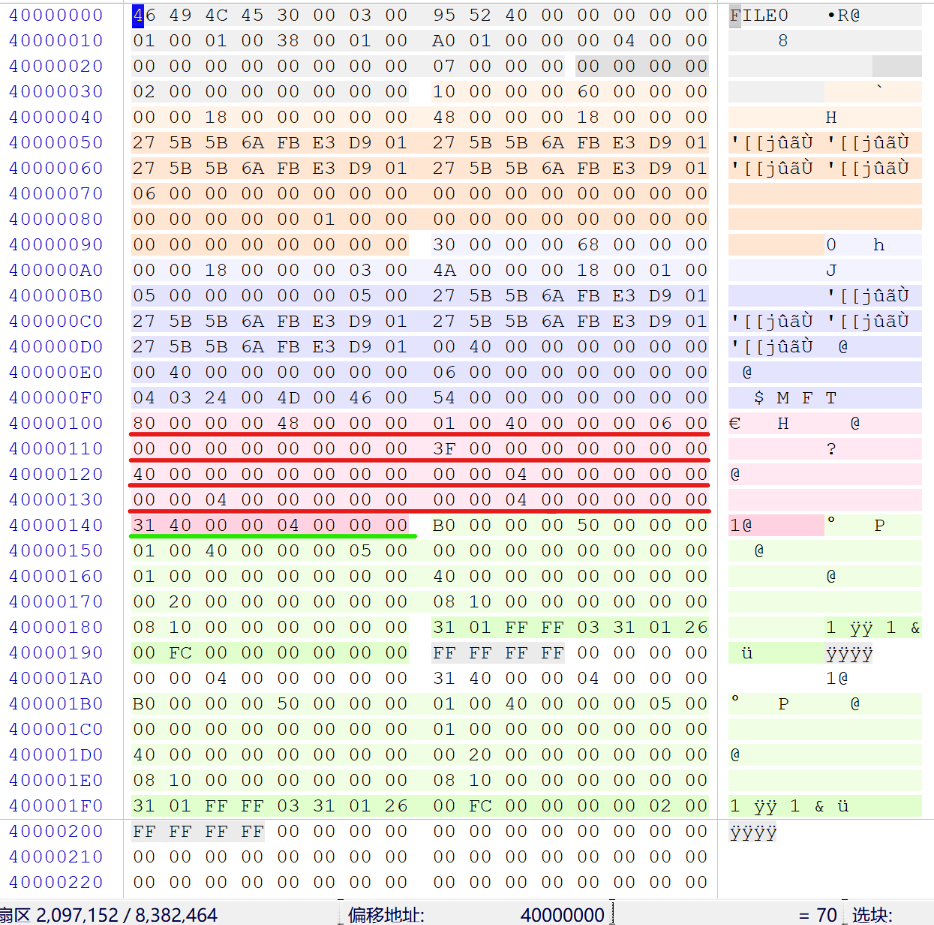 40000000 46 49 4C 45 30 00 03 00 95 52 40 00 00 00 00 00 FILE0 •R@
40000010 01 00 01 00 38 00 01 00 A0 01 00 00 00 04 00 00 8
40000020 00 00 00 00 00 00 00 00 07 00 00 00 00 00 00 00
40000030 02 00 00 00 00 00 00 00 10 00 00 00 60 00 00 00 `
40000040 00 00 18 00 00 00 00 00 48 00 00 00 18 00 00 00 H
40000050 27 5B 5B 6A FB E3 D9 01 27 5B 5B 6A FB E3 D9 01 '[[jûãÙ '[[jûãÙ
40000060 27 5B 5B 6A FB E3 D9 01 27 5B 5B 6A FB E3 D9 01 '[[jûãÙ '[[jûãÙ
40000070 06 00 00 00 00 00 00 00 00 00 00 00 00 00 00 00
40000080 00 00 00 00 00 01 00 00 00 00 00 00 00 00 00 00
40000090 00 00 00 00 00 00 00 00 30 00 00 00 68 00 00 00 0 h
400000A0 00 00 18 00 00 00 03 00 4A 00 00 00 18 00 01 00 J
400000B0 05 00 00 00 00 00 05 00 27 5B 5B 6A FB E3 D9 01 '[[jûãÙ
400000C0 27 5B 5B 6A FB E3 D9 01 27 5B 5B 6A FB E3 D9 01 '[[jûãÙ '[[jûãÙ
400000D0 27 5B 5B 6A FB E3 D9 01 00 40 00 00 00 00 00 00 '[[jûãÙ @
400000E0 00 40 00 00 00 00 00 00 06 00 00 00 00 00 00 00 @
400000F0 04 03 24 00 4D 00 46 00 54 00 00 00 00 00 00 00 $ M F T
40000100 80 00 00 00 48 00 00 00 01 00 40 00 00 00 06 00 € H @
40000110 00 00 00 00 00 00 00 00 3F 00 00 00 00 00 00 00 ?
40000120 40 00 00 00 00 00 00 00 00 00 04 00 00 00 00 00 @
40000130 00 00 04 00 00 00 00 00 00 00 04 00 00 00 00 00
40000140 31 40 00 00 04 00 00 00 B0 00 00 00 50 00 00 00 1@ ° P
40000150 01 00 40 00 00 00 05 00 00 00 00 00 00 00 00 00 @
40000160 01 00 00 00 00 00 00 00 40 00 00 00 00 00 00 00 @
40000170 00 20 00 00 00 00 00 00 08 10 00 00 00 00 00 00
40000180 08 10 00 00 00 00 00 00 31 01 FF FF 03 31 01 26 1 ÿÿ 1 &
40000190 00 FC 00 00 00 00 00 00 FF FF FF FF 00 00 00 00 ü ÿÿÿÿ
400001A0 00 00 04 00 00 00 00 00 31 40 00 00 04 00 00 00 1@
400001B0 B0 00 00 00 50 00 00 00 01 00 40 00 00 00 05 00 ° P @
400001C0 00 00 00 00 00 00 00 00 01 00 00 00 00 00 00 00
400001D0 40 00 00 00 00 00 00 00 00 20 00 00 00 00 00 00 @
400001E0 08 10 00 00 00 00 00 00 08 10 00 00 00 00 00 00
400001F0 31 01 FF FF 03 31 01 26 00 FC 00 00 00 00 02 00 1 ÿÿ 1 & ü
40000200 FF FF FF FF 00 00 00 00 00 00 00 00 00 00 00 00 ÿÿÿÿ
40000210 00 00 00 00 00 00 00 00 00 00 00 00 00 00 00 00
40000220 00 00 00 00 00 00 00 00 00 00 00 00 00 00 00 00
扇区 2,097,152 / 8,382,464 偏移地址: 40000000 = 70 选块: